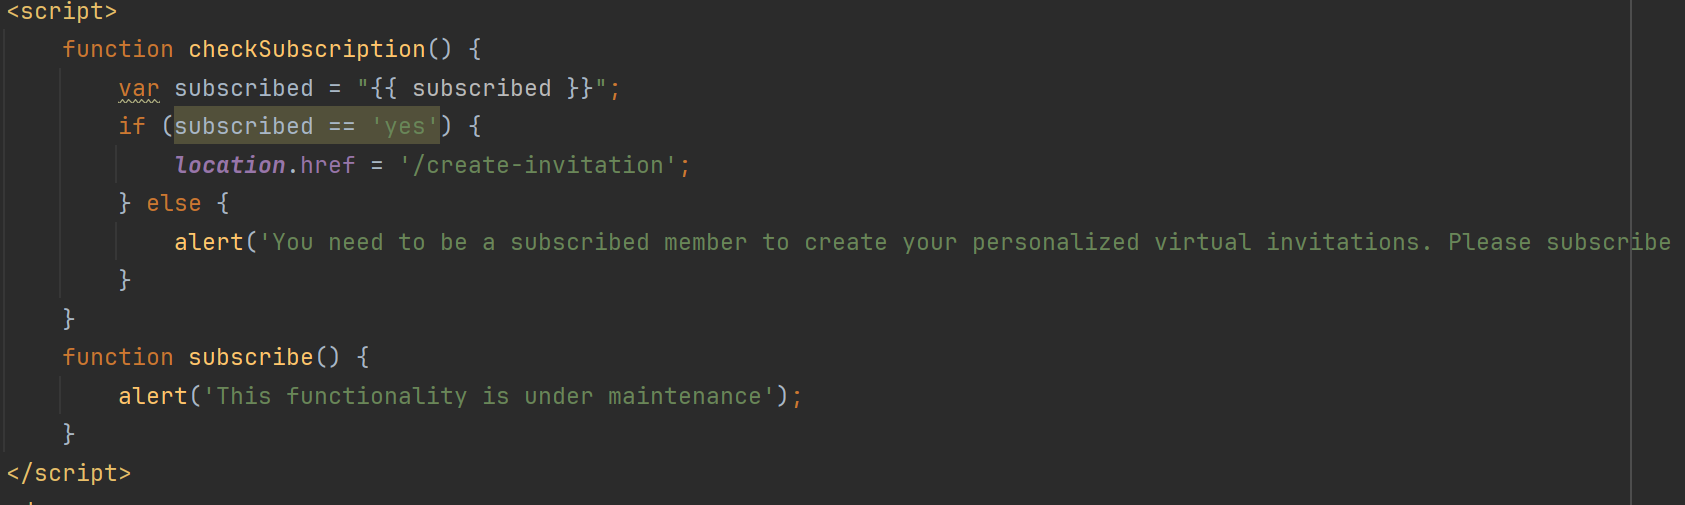 <script>
function checkSubscription() {
var subscribed = "{{ subscribed }}";
if (subscribed == 'yes') {
location.href = '/create-invitation';
} else {
alert('You need to be a subscribed member to create your personalized virtual invitations. Please subscribe
}
}
function subscribe() {
alert('This functionality is under maintenance');
}
</script>